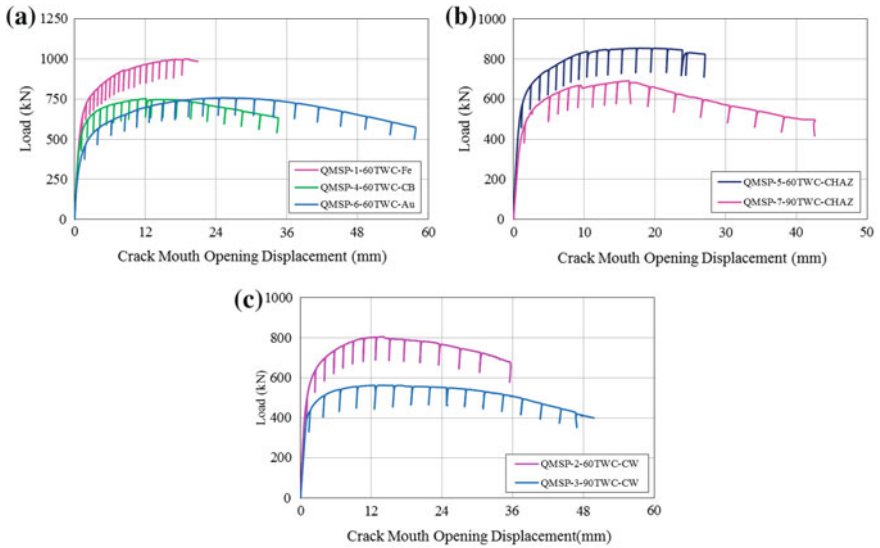 (a)
1250
1000
750
500
250
0
Load (kN)
0 12 24 36 48 60
Crack Mouth Opening Displacement (mm)
QMSP-1-60TWC-Fe
QMSP-4-60TWC-CB
QMSP-6-60TWC-Au
(b)
1000
800
600
400
200
0
Load (kN)
0 10 20 30 40 50
Crack Mouth Opening Displacement (mm)
QMSP-5-60TWC-CHAZ
QMSP-7-90TWC-CHAZ
(c)
1000
800
600
400
200
0
Load (kN)
0 12 24 36 48 60
Crack Mouth Opening Displacement(mm)
QMSP-2-60TWC-CW
QMSP-3-90TWC-CW